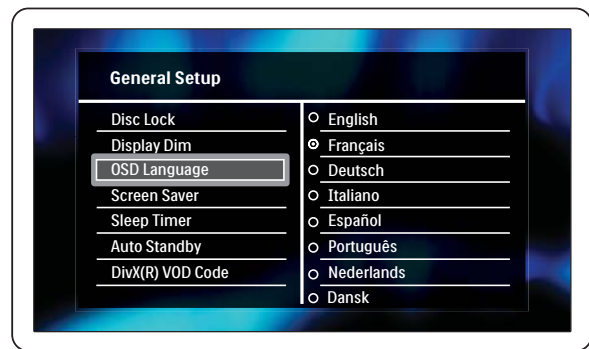 General Setup
Disc Lock
Display Dim
OSD Language
Screen Saver
Sleep Timer
Auto Standby
DivX(R) VOD Code
English
Français
Deutsch
Italiano
Español
Português
Nederlands
Dansk